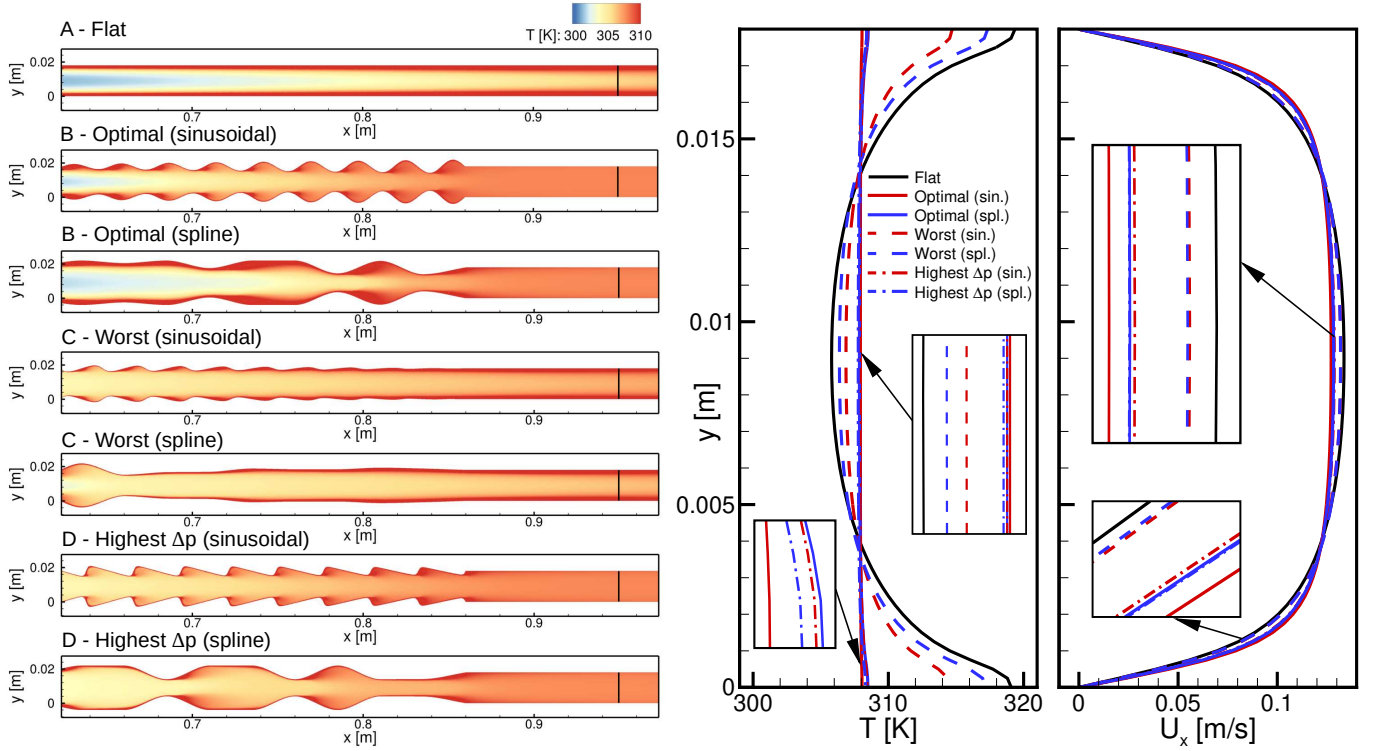 A - Flat
T [K]: 300 305 310
y [m]
0.02
0
0.7 0.8 0.9
x [m]
B - Optimal (sinusoidal)
y [m]
0.02
0
0.7 0.8 0.9
x [m]
B - Optimal (spline)
y [m]
0.02
0
0.7 0.8 0.9
x [m]
C - Worst (sinusoidal)
y [m]
0.02
0
0.7 0.8 0.9
x [m]
C - Worst (spline)
y [m]
0.02
0
0.7 0.8 0.9
x [m]
D - Highest Δp (sinusoidal)
y [m]
0.02
0
0.7 0.8 0.9
x [m]
D - Highest Δp (spline)
y [m]
0.02
0
0.7 0.8 0.9
x [m]
y [m]
0.015
0.01
0.005
0
300 310 320
T [K]
Flat
Optimal (sin.)
Optimal (spl.)
Worst (sin.)
Worst (spl.)
Highest Δp (sin.)
Highest Δp (spl.)
0 0.05 0.1
U_x [m/s]